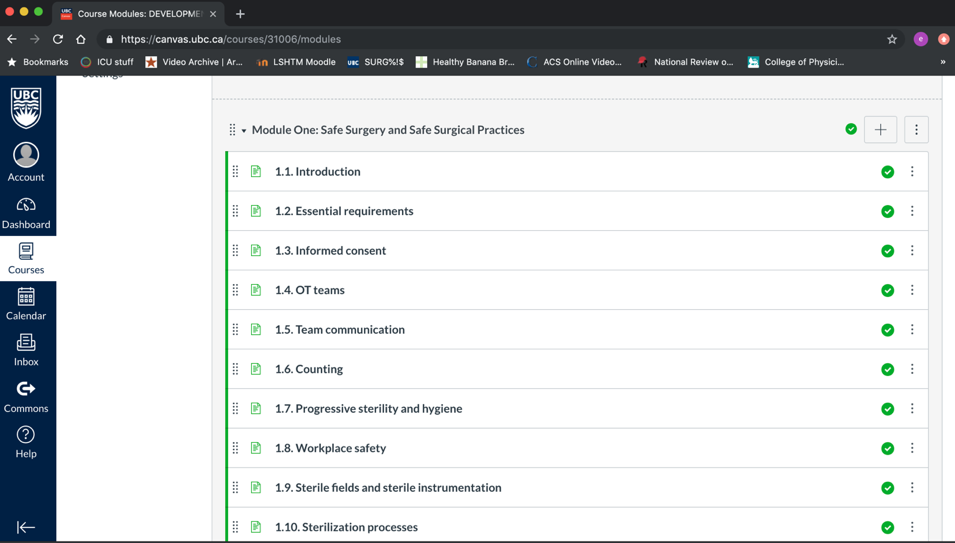 UBC Course Modules: DEVELOPME
https://canvas.ubc.ca/courses/31006/modules
e
Bookmarks ICU stuff Video Archive | Ar... LSHTM Moodle UBC SURG%!$ Healthy Banana Br... ACS Online Video... National Review o... College of Physici... »
Settings
UBC
Account
Dashboard
Courses
Calendar
Inbox
Commons
Help
Module One: Safe Surgery and Safe Surgical Practices
1.1. Introduction
1.2. Essential requirements
1.3. Informed consent
1.4. OT teams
1.5. Team communication
1.6. Counting
1.7. Progressive sterility and hygiene
1.8. Workplace safety
1.9. Sterile fields and sterile instrumentation
1.10. Sterilization processes